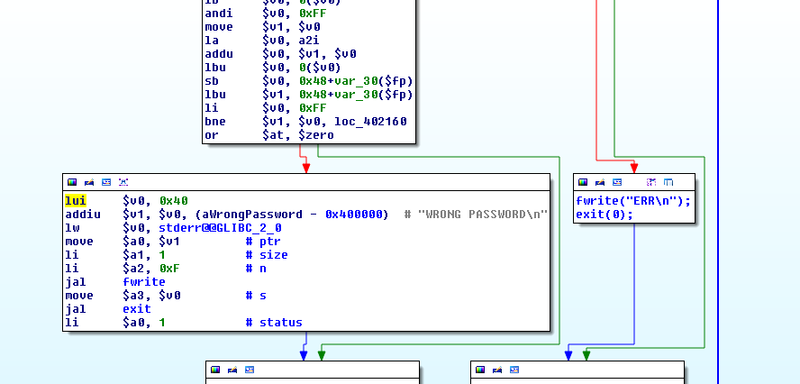 lb $v0, 0($v0)
andi $v0, 0xFF
move $v1, $v0
la $v0, a2i
addu $v0, $v1, $v0
lbu $v0, 0($v0)
sb $v0, 0x48+var_30($fp)
lbu $v1, 0x48+var_30($fp)
li $v0, 0xFF
bne $v1, $v0, loc_402160
or $at, $zero
lui $v0, 0x40
addiu $v1, $v0, (aWrongPassword - 0x400000) # "WRONG PASSWORD\n"
lw $v0, stderr@@GLIBC_2_0
move $a0, $v1 # ptr
li $a1, 1 # size
li $a2, 0xF # n
jal fwrite
move $a3, $v0 # s
jal exit
li $a0, 1 # status
fwrite("ERR\n");
exit(0);